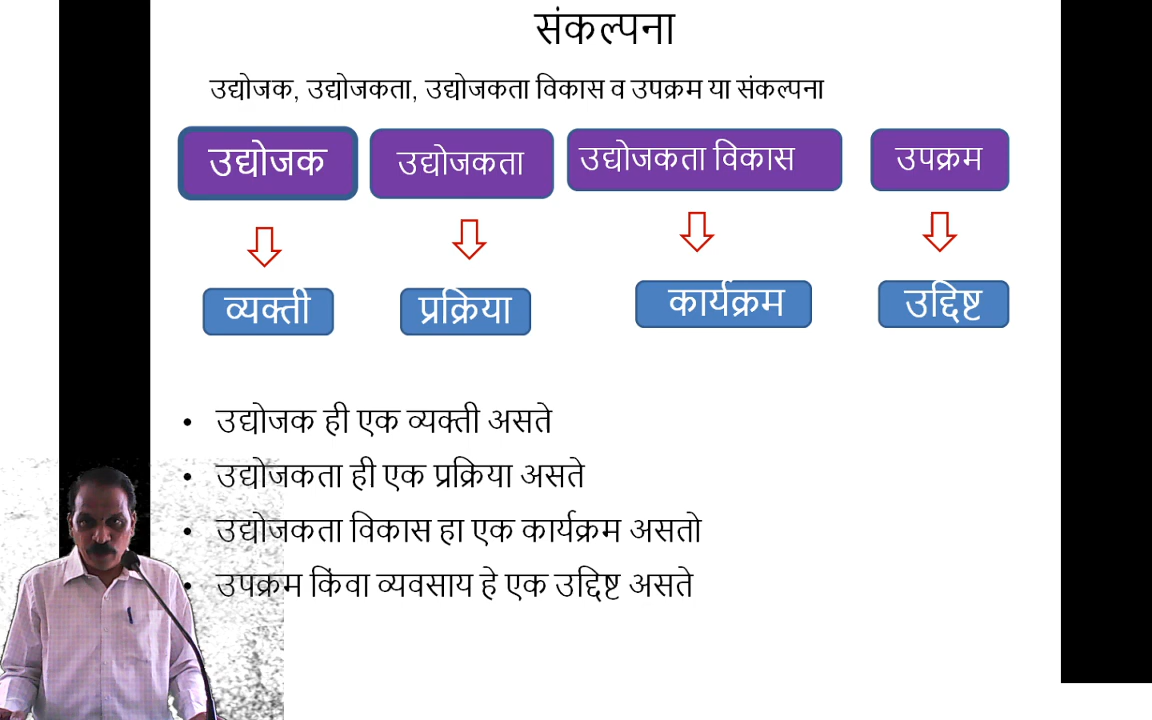 संकल्पना
उद्योजक, उद्योजकता, उद्योजकता विकास व उपक्रम या संकल्पना
उद्योजक उद्योजकता उद्योजकता विकास उपक्रम
व्यक्ती प्रक्रिया कार्यक्रम उद्दिष्ट
• उद्योजक ही एक व्यक्ती असते
• उद्योजकता ही एक प्रक्रिया असते
• उद्योजकता विकास हा एक कार्यक्रम असतो
• उपक्रम किंवा व्यवसाय हे एक उद्दिष्ट असते